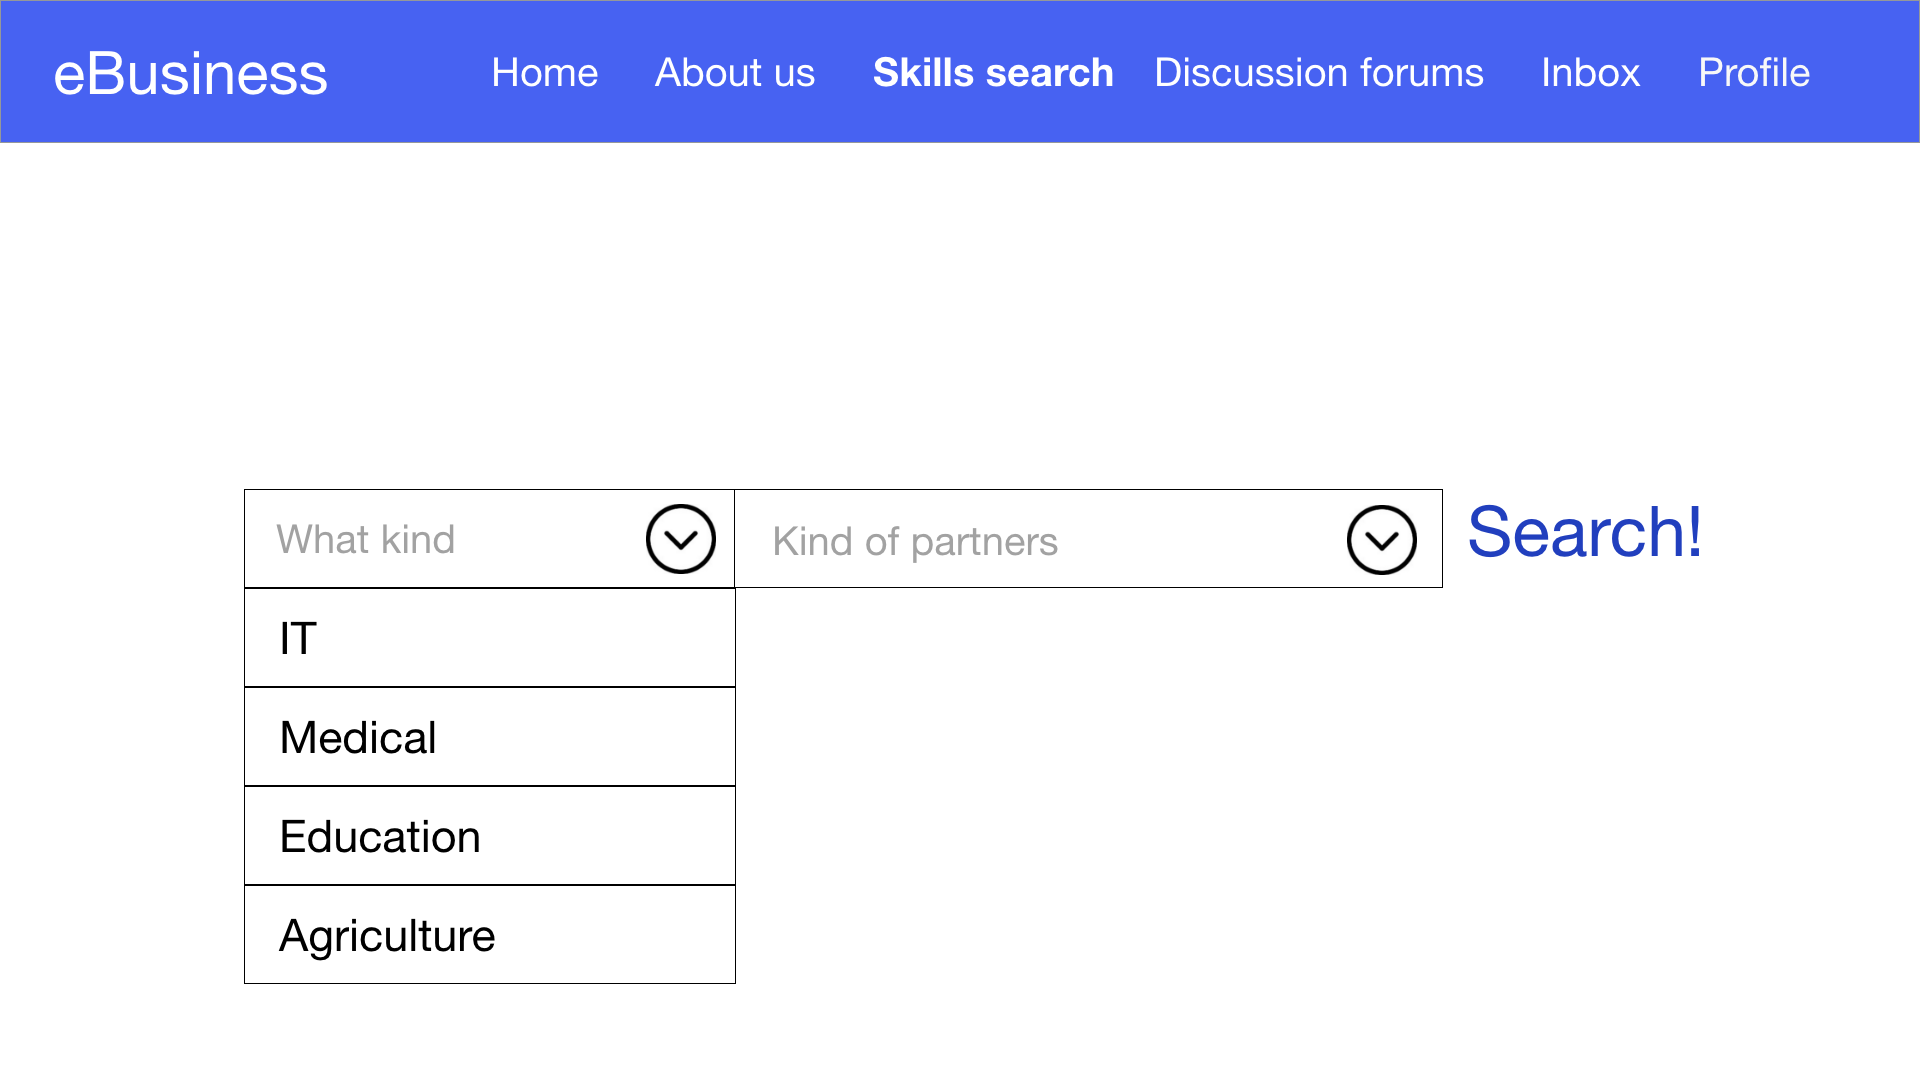 eBusiness Home About us Skills search Discussion forums Inbox Profile
What kind Kind of partners Search!
IT
Medical
Education
Agriculture